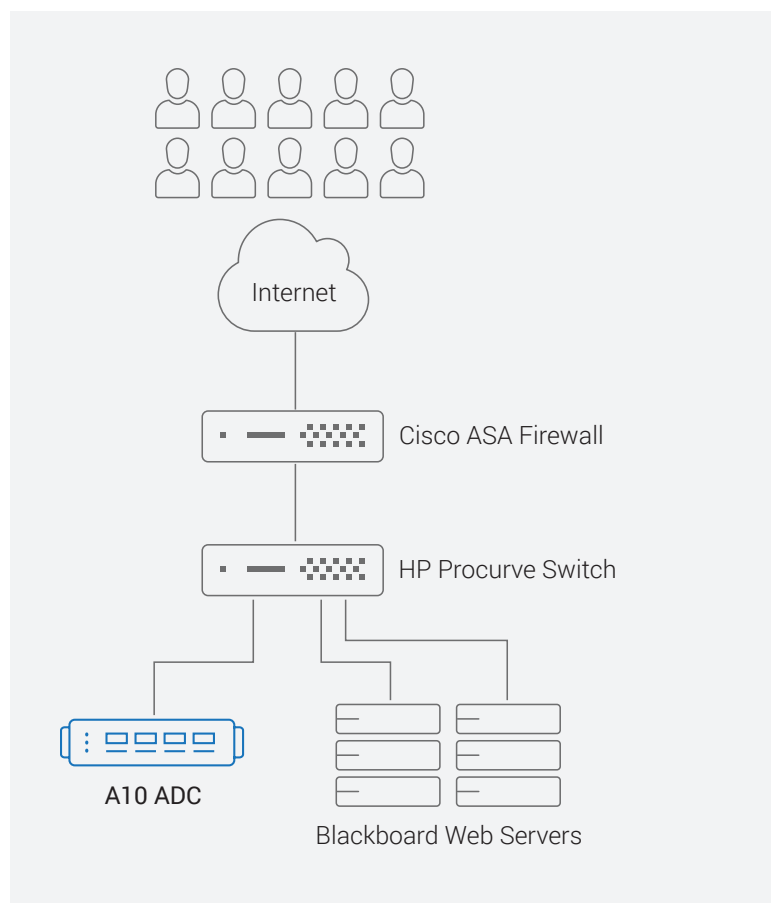 Internet
Cisco ASA Firewall
HP Procurve Switch
A10 ADC
Blackboard Web Servers